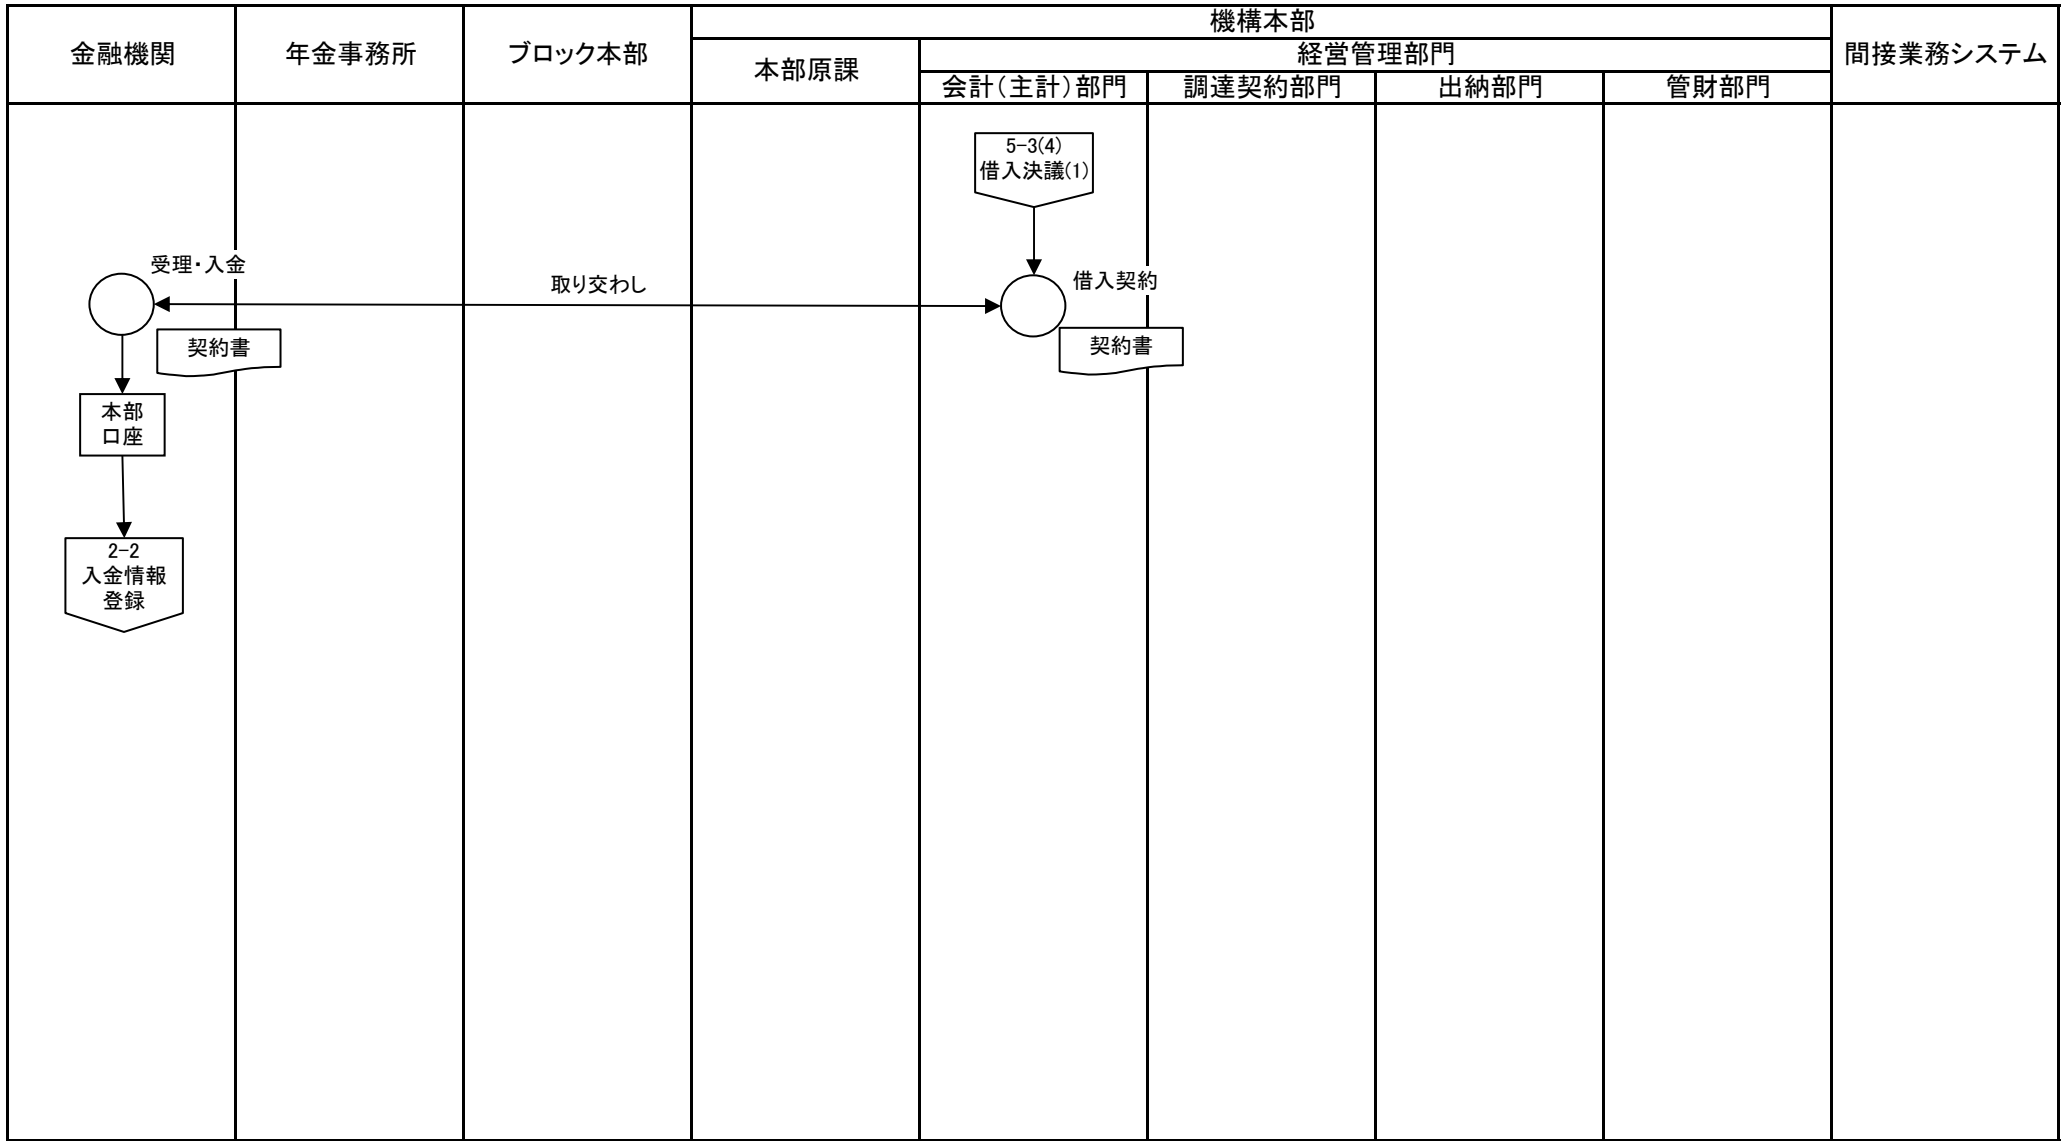 機構本部
金融機関
年金事務所
ブロック本部
本部原課
経営管理部門
間接業務システム
会計（主計）部門
調達契約部門
出納部門
管財部門
5-3(4)
借入決議(1)
受理・入金
取り交わし
借入契約
契約書
契約書
本部
口座
2-2
入金情報
登録